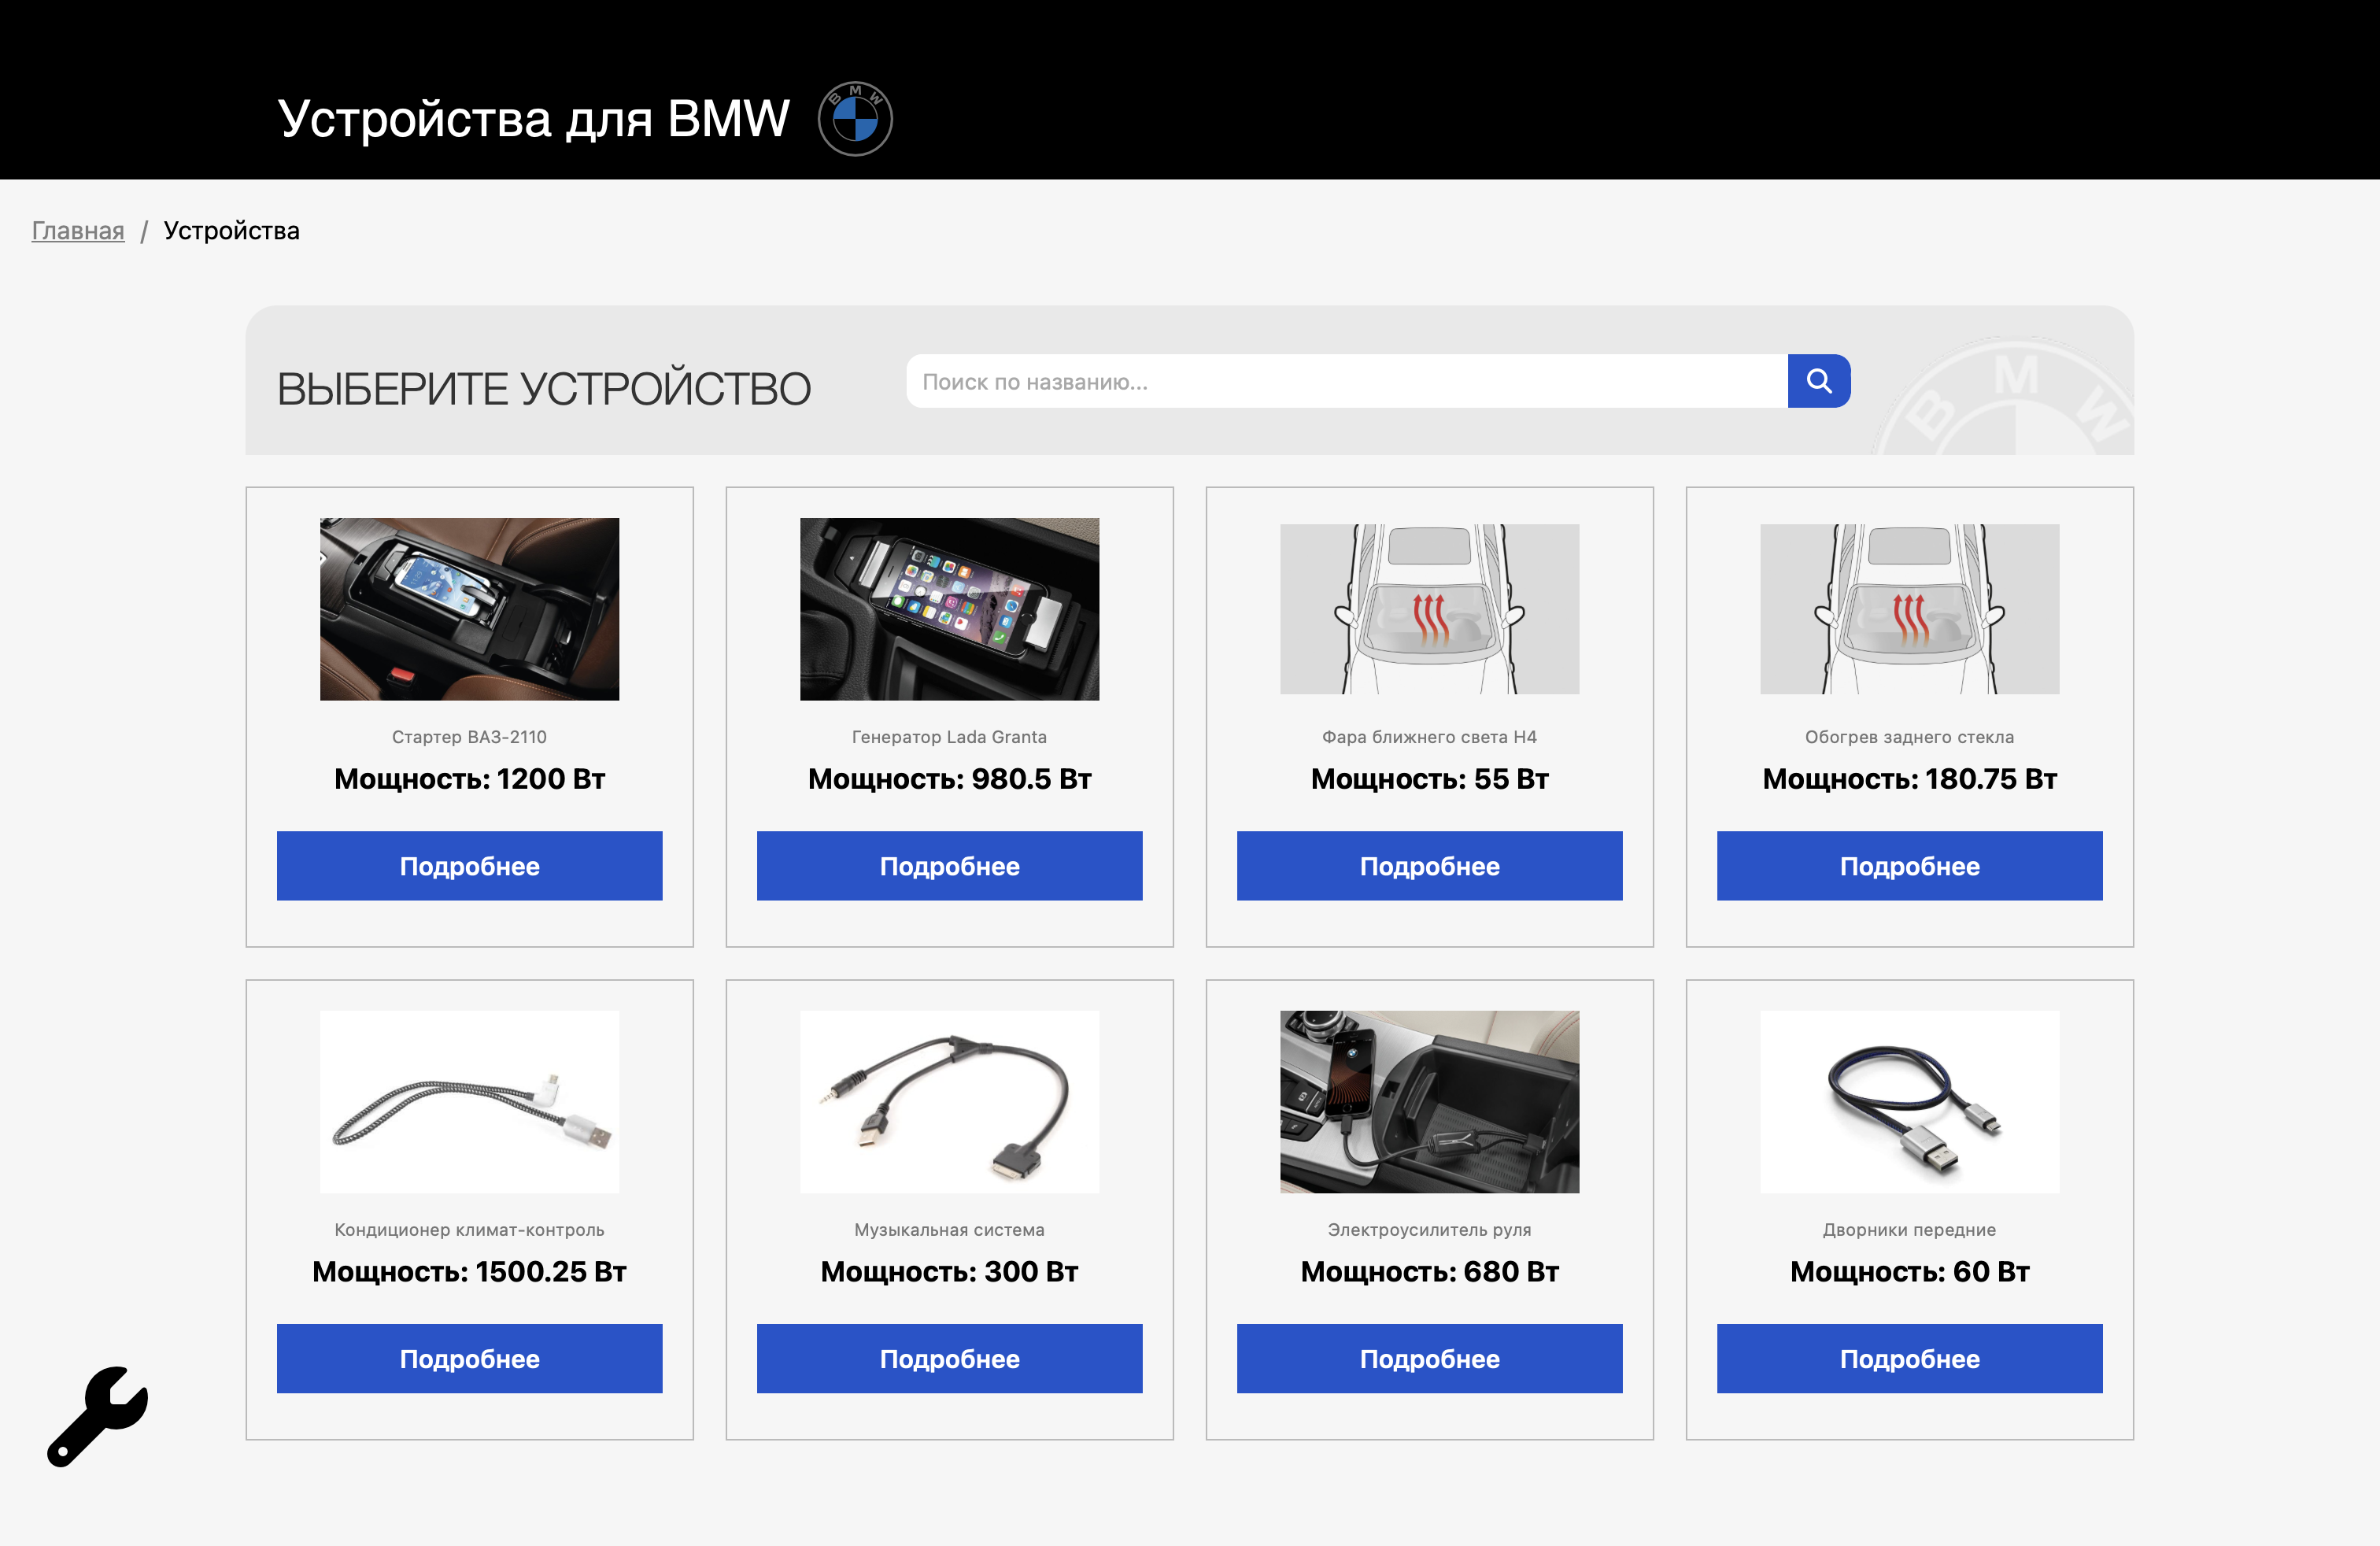 Устройства для BMW
BMW
Главная / Устройства
ВЫБЕРИТЕ УСТРОЙСТВО
Поиск по названию...
BMW
Стартер ВАЗ-2110
Мощность: 1200 Вт
Подробнее
Генератор Lada Granta
Мощность: 980.5 Вт
Подробнее
Фара ближнего света H4
Мощность: 55 Вт
Подробнее
Обогрев заднего стекла
Мощность: 180.75 Вт
Подробнее
Кондиционер климат-контроль
Мощность: 1500.25 Вт
Подробнее
Музыкальная система
Мощность: 300 Вт
Подробнее
Электроусилитель руля
Мощность: 680 Вт
Подробнее
Дворники передние
Мощность: 60 Вт
Подробнее